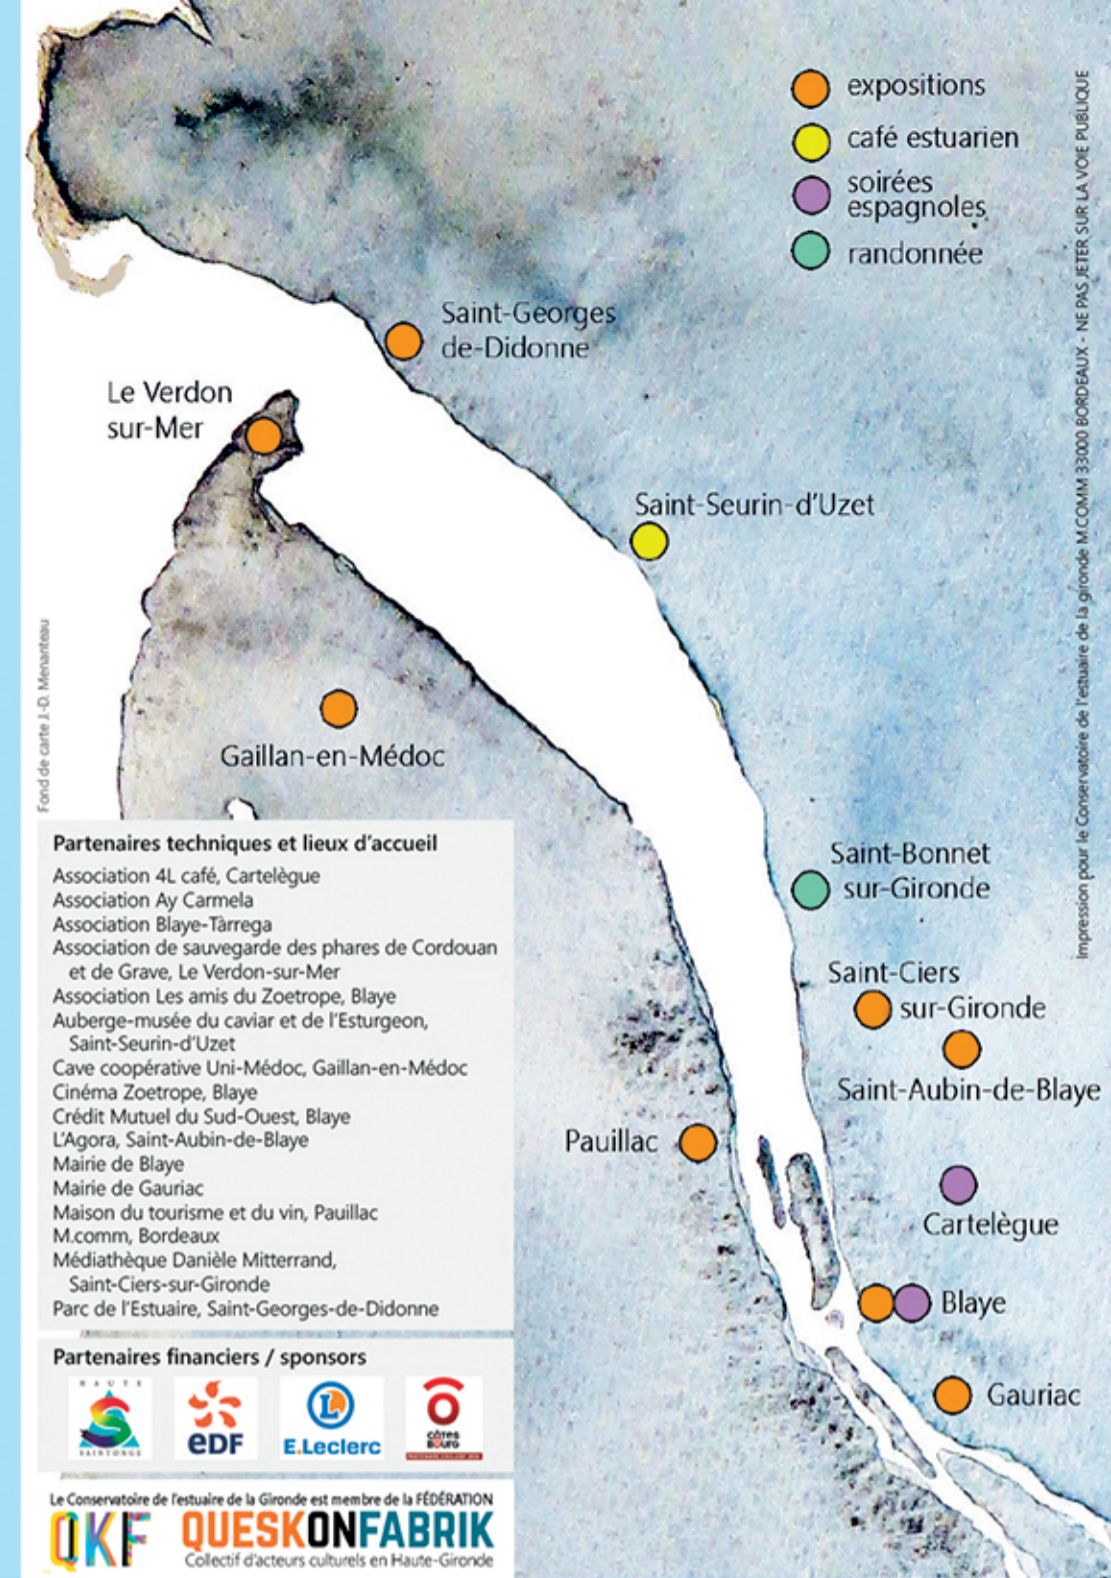 expositions
café estuarien
soirées
espagnoles
randonnée
Saint-Georges
de-Didonne
Le Verdon
sur-Mer
Saint-Seurin-d'Uzet
Gaillan-en-Médoc
Saint-Bonnet
sur-Gironde
Saint-Ciers
sur-Gironde
Saint-Aubin-de-Blaye
Pauillac
Cartelègue
Blaye
Gauriac
Impression pour le Conservatoire de l'estuaire de la gironde M.COMM 33000 BORDEAUX - NE PAS JETER SUR LA VOIE PUBLIQUE
Fond de carte J.-D. Menanteau
Partenaires techniques et lieux d'accueil
Association 4L café, Cartelègue
Association Ay Carmela
Association Blaye-Tàrrega
Association de sauvegarde des phares de Cordouan
et de Grave, Le Verdon-sur-Mer
Association Les amis du Zoetrope, Blaye
Auberge-musée du caviar et de l'Esturgeon,
Saint-Seurin-d'Uzet
Cave coopérative Uni-Médoc, Gaillan-en-Médoc
Cinéma Zoetrope, Blaye
Crédit Mutuel du Sud-Ouest, Blaye
L'Agora, Saint-Aubin-de-Blaye
Mairie de Blaye
Mairie de Gauriac
Maison du tourisme et du vin, Pauillac
M.comm, Bordeaux
Médiathèque Danièle Mitterrand,
Saint-Ciers-sur-Gironde
Parc de l'Estuaire, Saint-Georges-de-Didonne
Partenaires financiers / sponsors
HAUTE
SAINTONGE
eDF
E.Leclerc
CÔTES
BOURG
Le Conservatoire de l'estuaire de la Gironde est membre de la FÉDÉRATION
QKF QUESKONFABRIK
Collectif d'acteurs culturels en Haute-Gironde